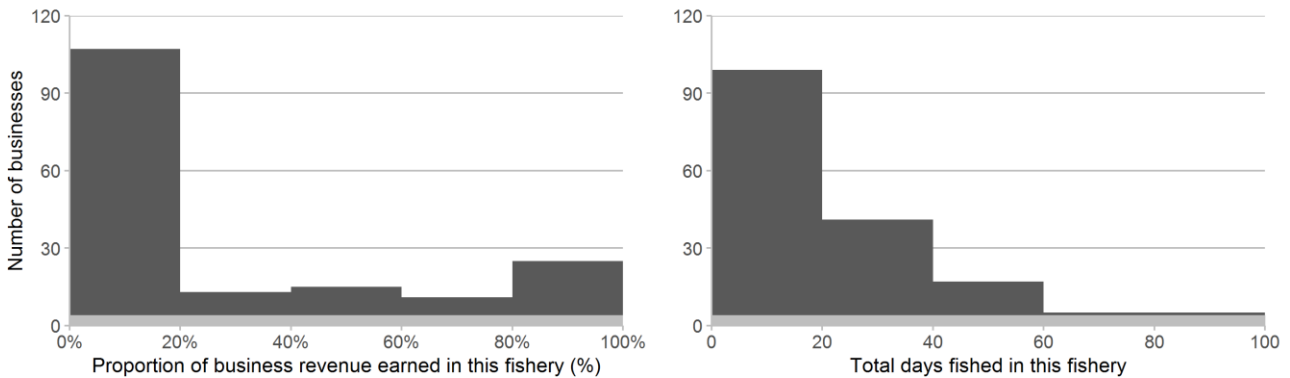 Number of businesses
120
90
60
30
0
0% 20% 40% 60% 80% 100%
Proportion of business revenue earned in this fishery (%)
120
90
60
30
0
0 20 40 60 80 100
Total days fished in this fishery